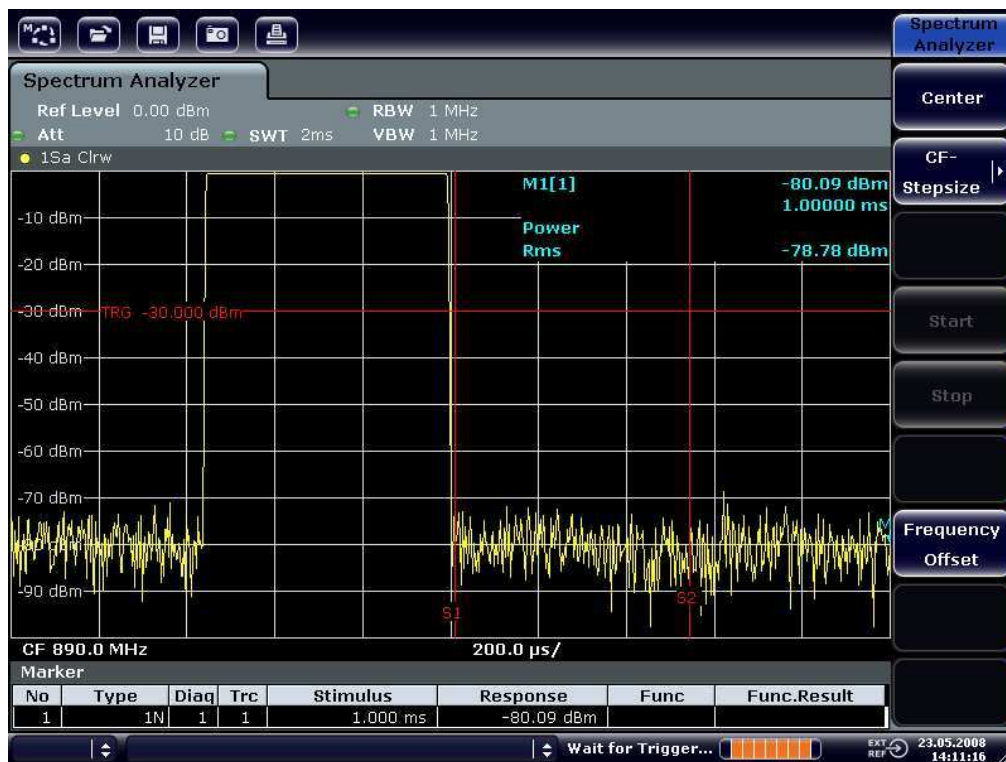 Spectrum Analyzer
Ref Level 0.00 dBm RBW 1 MHz
Att 10 dB SWT 2ms VBW 1 MHz
1Sa Clrw
M1[1] -80.09 dBm
1.00000 ms
Power
Rms -78.78 dBm
-10 dBm
-20 dBm
-30 dBm
TRG -30.000 dBm
-40 dBm
-50 dBm
-60 dBm
-70 dBm
-80 dBm
-90 dBm
S1
S2
M
CF 890.0 MHz 200.0 µs/
Marker
No Type Diag Trc Stimulus Response Func Func.Result
1 1N 1 1 1.000 ms -80.09 dBm
Wait for Trigger...
EXT
REF
23.05.2008
14:11:16
Spectrum
Analyzer
Center
CF-
Stepsize
Start
Stop
Frequency
Offset